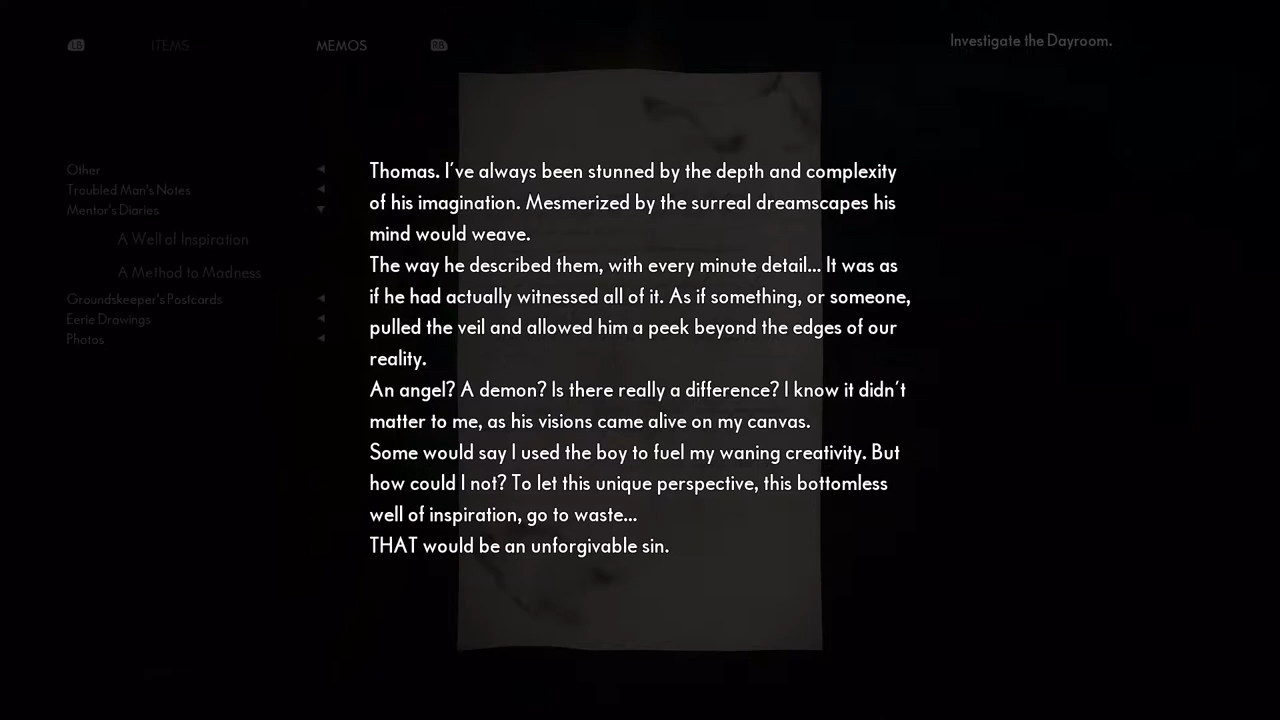 LB
ITEMS
MEMOS
RB
Investigate the Dayroom.
Other
Troubled Man's Notes
Mentor's Diaries
A Well of Inspiration
A Method to Madness
Groundskeeper's Postcards
Eerie Drawings
Photos
Thomas. I've always been stunned by the depth and complexity
of his imagination. Mesmerized by the surreal dreamscapes his
mind would weave.
The way he described them, with every minute detail... It was as
if he had actually witnessed all of it. As if something, or someone,
pulled the veil and allowed him a peek beyond the edges of our
reality.
An angel? A demon? Is there really a difference? I know it didn't
matter to me, as his visions came alive on my canvas.
Some would say I used the boy to fuel my waning creativity. But
how could I not? To let this unique perspective, this bottomless
well of inspiration, go to waste...
THAT would be an unforgivable sin.